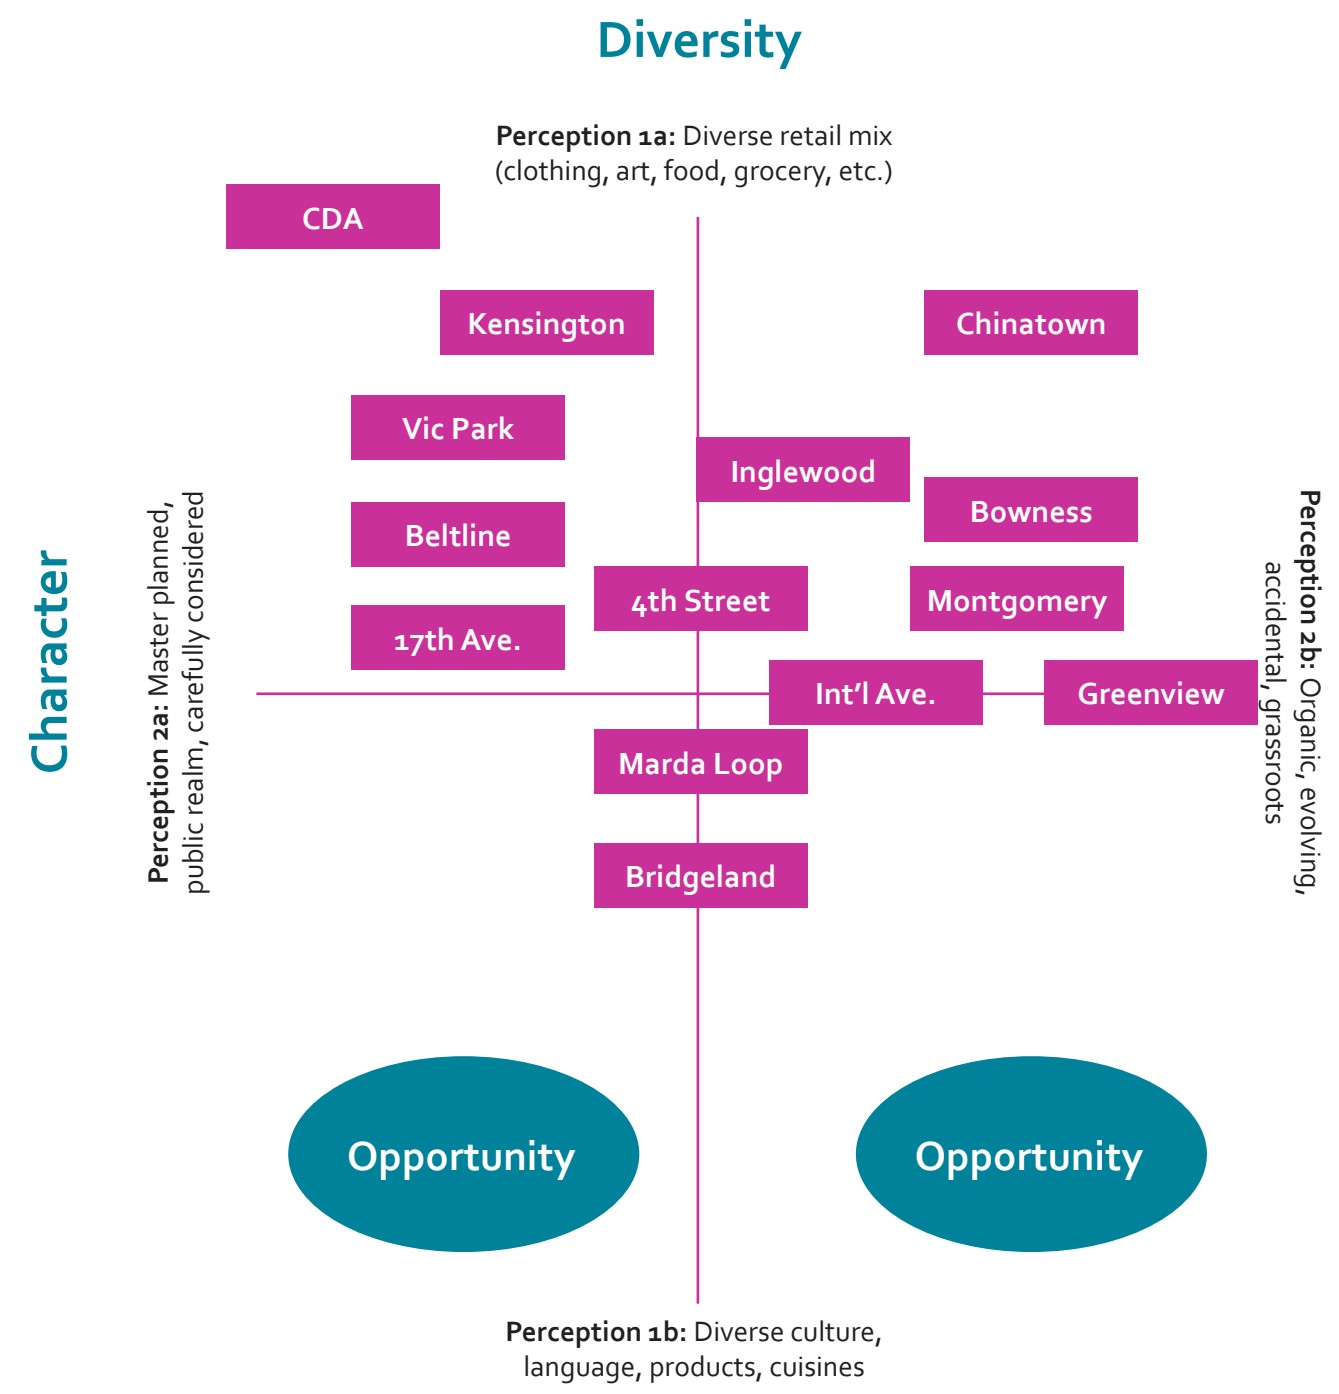 Diversity
Perception 1a: Diverse retail mix
(clothing, art, food, grocery, etc.)
CDA
Kensington
Chinatown
Vic Park
Inglewood
Bowness
Beltline
4th Street
Montgomery
17th Ave.
Int’l Ave.
Greenview
Marda Loop
Bridgeland
Character
Perception 2a: Master planned,
public realm, carefully considered
Perception 2b: Organic, evolving,
accidental, grassroots
Opportunity
Opportunity
Perception 1b: Diverse culture,
language, products, cuisines